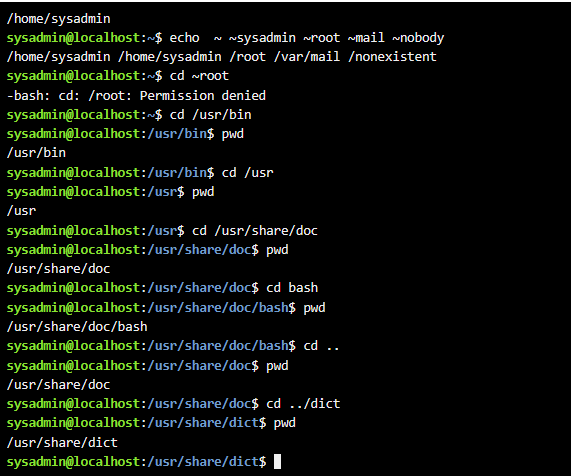 /home/sysadmin
sysadmin@localhost:~$ echo  ~ ~sysadmin ~root ~mail ~nobody
/home/sysadmin /home/sysadmin /root /var/mail /nonexistent
sysadmin@localhost:~$ cd ~root
-bash: cd: /root: Permission denied
sysadmin@localhost:~$ cd /usr/bin
sysadmin@localhost:/usr/bin$ pwd
/usr/bin
sysadmin@localhost:/usr/bin$ cd /usr
sysadmin@localhost:/usr$ pwd
/usr
sysadmin@localhost:/usr$ cd /usr/share/doc
sysadmin@localhost:/usr/share/doc$ pwd
/usr/share/doc
sysadmin@localhost:/usr/share/doc$ cd bash
sysadmin@localhost:/usr/share/doc/bash$ pwd
/usr/share/doc/bash
sysadmin@localhost:/usr/share/doc/bash$ cd ..
sysadmin@localhost:/usr/share/doc$ pwd
/usr/share/doc
sysadmin@localhost:/usr/share/doc$ cd ../dict
sysadmin@localhost:/usr/share/dict$ pwd
/usr/share/dict
sysadmin@localhost:/usr/share/dict$